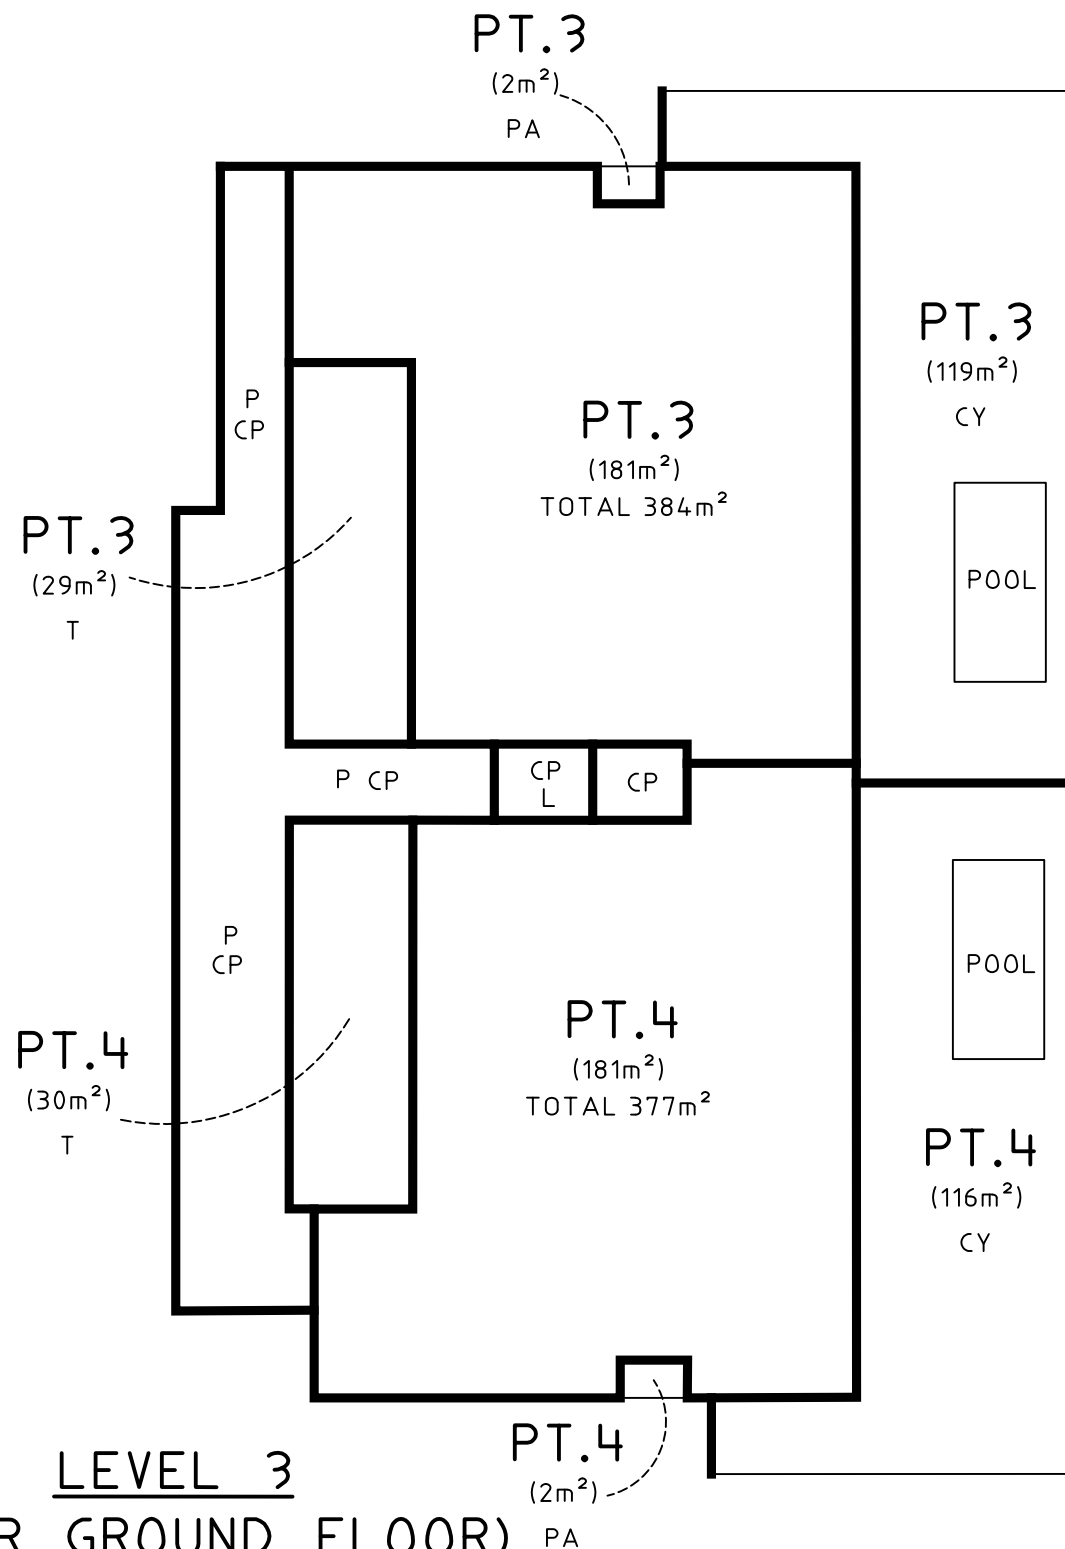 PT.3
(2m²)
PA
PT.3
(119m²)
CY
P
CP
PT.3
(181m²)
TOTAL 384m²
PT.3
(29m²)
T
POOL
P CP
CP
L
CP
P
CP
POOL
PT.4
(181m²)
TOTAL 377m²
PT.4
(30m²)
T
PT.4
(116m²)
CY
PT.4
(2m²)
PA
LEVEL 3
R GROUND FLOOR)